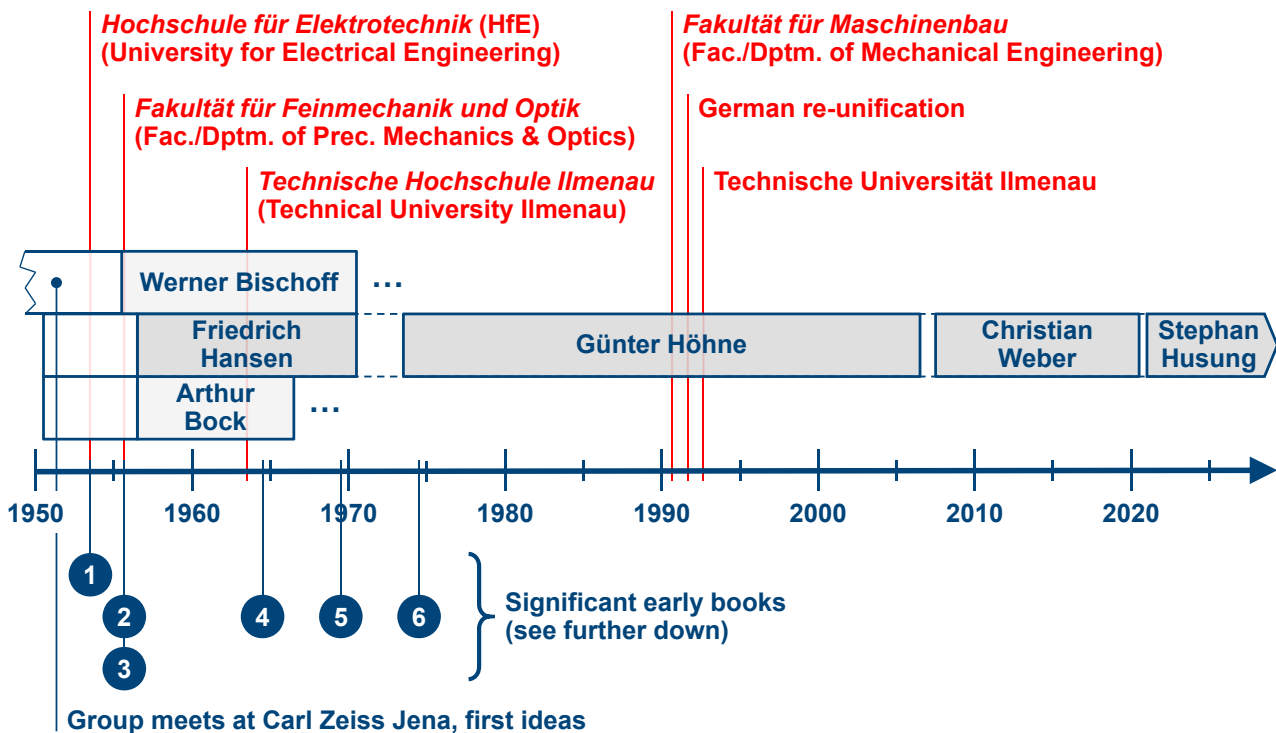 Hochschule für Elektrotechnik (HfE)
(University for Electrical Engineering)
Fakultät für Maschinenbau
(Fac./Dptm. of Mechanical Engineering)
Fakultät für Feinmechanik und Optik
(Fac./Dptm. of Prec. Mechanics & Optics)
German re-unification
Technische Hochschule Ilmenau
(Technical University Ilmenau)
Technische Universität Ilmenau
Werner Bischoff ...
Friedrich
Hansen
Günter Höhne
Christian
Weber
Stephan
Husung
Arthur
Bock
...
1950 1960 1970 1980 1990 2000 2010 2020
1
2 4 5 6
3
Significant early books
(see further down)
Group meets at Carl Zeiss Jena, first ideas